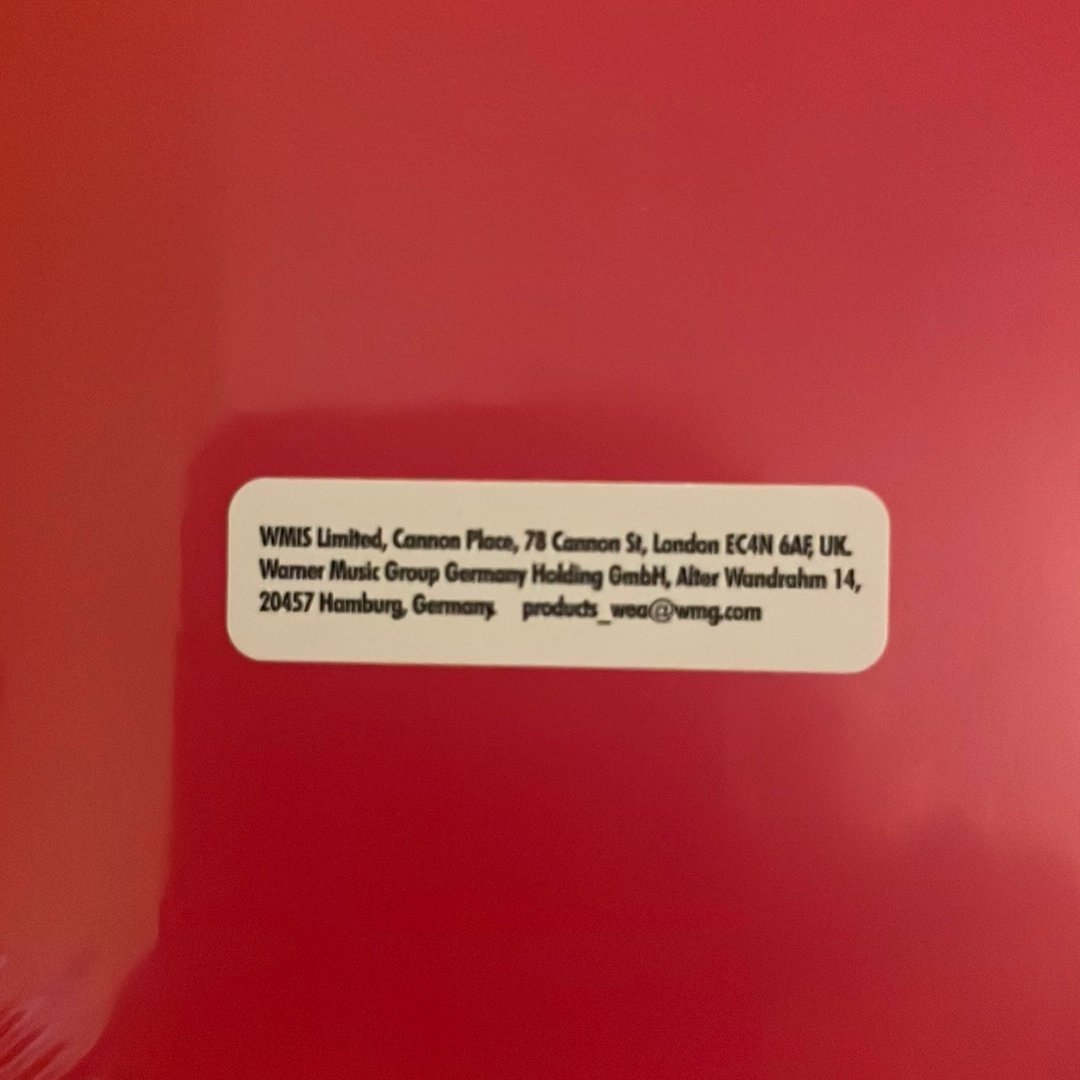 WMIS Limited, Cannon Place, 78 Cannon St, London EC4N 6AF, UK.
Warner Music Group Germany Holding GmbH, Alter Wandrahm 14,
20457 Hamburg, Germany. products_wea@wmg.com